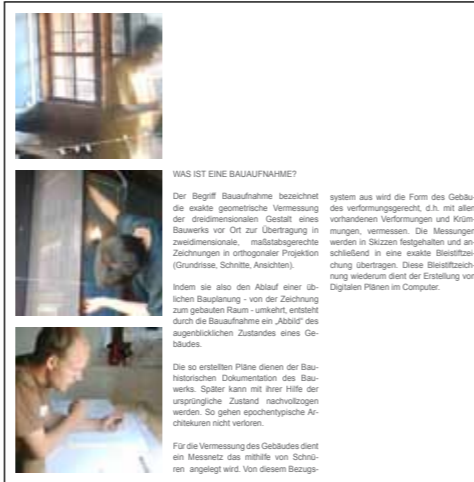 WAS IST EINE BAUAUFNAHME?
Der Begriff Bauaufnahme bezeichnet
die exakte geometrische Vermessung
der dreidimensionalen Gestalt eines
Bauwerks vor Ort zur Übertragung in
zweidimensionale, maßstabsgerechte
Zeichnungen in orthogonaler Projektion
(Grundrisse, Schnitte, Ansichten).
Indem sie also den Ablauf einer üb-
lichen Bauplanung - von der Zeichnung
zum gebauten Raum - umkehrt, entsteht
durch die Bauaufnahme ein „Abbild“ des
augenblicklichen Zustandes eines Ge-
bäudes.
Die so erstellten Pläne dienen der Bau-
historischen Dokumentation des Bau-
werks. Später kann mit ihrer Hilfe der
ursprüngliche Zustand nachvollzogen
werden. So gehen epochentypische Ar-
chitekuren nicht verloren.
Für die Vermessung des Gebäudes dient
ein Messnetz das mithilfe von Schnü-
ren angelegt wird. Von diesem Bezugs-
system aus wird die Form des Gebäu-
des verformungsgerecht, d.h. mit allen
vorhandenen Verformungen und Krüm-
mungen, vermessen. Die Messungen
werden in Skizzen festgehalten und an-
schließend in eine exakte Bleistiftzei-
chung übertragen. Diese Bleistiftzeich-
nung wiederum dient der Erstellung von
Digitalen Plänen im Computer.